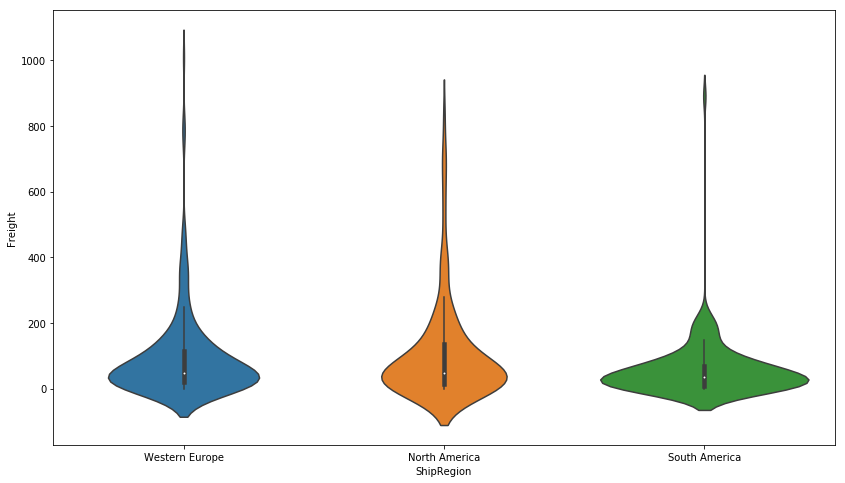 1000
800
600
400
200
0
Freight
Western Europe
North America
South America
ShipRegion